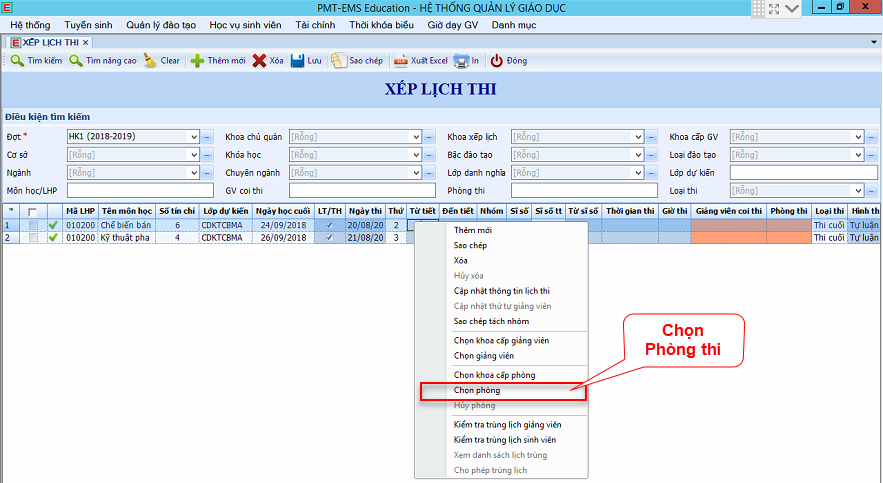 PMT-EMS Education - HỆ THỐNG QUẢN LÝ GIÁO DỤC
Hệ thống Tuyển sinh Quản lý đào tạo Học vụ sinh viên Tài chính Thời khóa biểu Giờ dạy GV Danh mục
XẾP LỊCH THI
Tìm kiếm Tìm nâng cao Clear Thêm mới Xóa Lưu Sao chép Xuất Excel In Đóng
XẾP LỊCH THI
Điều kiện tìm kiếm
Đợt * HK1 (2018-2019) Khoa chủ quản [Rỗng] Khoa xếp lịch [Rỗng] Khoa cấp GV [Rỗng]
Cơ sở [Rỗng] Khóa học [Rỗng] Bậc đào tạo [Rỗng] Loại đào tạo [Rỗng]
Ngành [Rỗng] Chuyên ngành [Rỗng] Lớp danh nghĩa [Rỗng] Lớp dự kiến
Môn học/LHP GV coi thi Phòng thi Loại thi [Rỗng]
* Mã LHP Tên môn học Số tín chỉ Lớp dự kiến Ngày học cuối LT/TH Ngày thi Thứ Từ tiết Đến tiết Nhóm Sĩ số Sĩ số tt Từ sĩ số Thời gian thi Giờ thi Giảng viên coi thi Phòng thi Loại thi Hình th
1 010200 Chế biến bán 6 CDKTCBMA 24/09/2018 20/08/20 2 Thi cuối Tự luận
2 010200 Kỹ thuật pha 4 CDKTCBMA 26/09/2018 21/08/20 3 Thi cuối Tự luận
Thêm mới
Sao chép
Xóa
Hủy xóa
Cập nhật thông tin lịch thi
Cập nhật thứ tự giảng viên
Sao chép tách nhóm
Chọn khoa cấp giảng viên
Chọn giảng viên
Chọn khoa cấp phòng
Chọn phòng
Hủy phòng
Kiểm tra trùng lịch giảng viên
Kiểm tra trùng lịch sinh viên
Xem danh sách lịch trùng
Cho phép trùng lịch
Chọn
Phòng thi